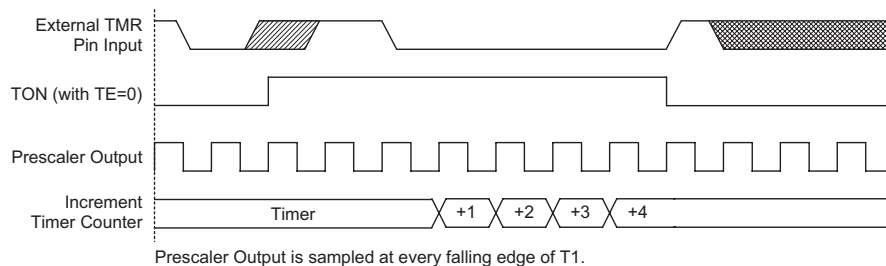 External TMR
Pin Input
TON (with TE=0)
Prescaler Output
Increment
Timer Counter
Timer
+1
+2
+3
+4
Prescaler Output is sampled at every falling edge of T1.